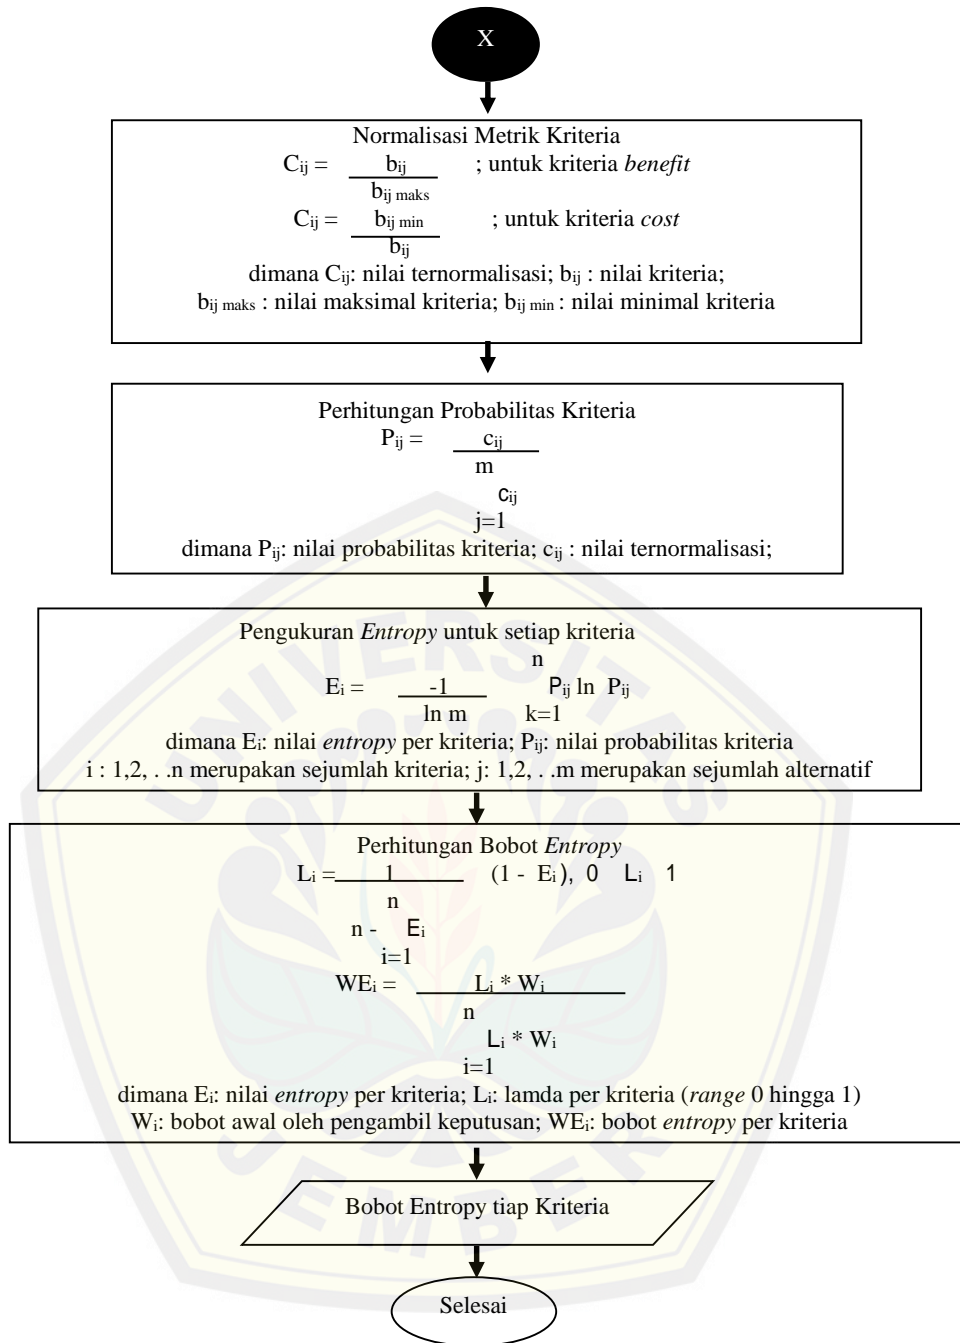 X
Normalisasi Metrik Kriteria
Cij = bij ; untuk kriteria benefit
bij maks
Cij = bij min ; untuk kriteria cost
bij
dimana Cij: nilai ternormalisasi; bij : nilai kriteria;
bij maks : nilai maksimal kriteria; bij min : nilai minimal kriteria
Perhitungan Probabilitas Kriteria
Pij = cij
m
cij
j=1
dimana Pij: nilai probabilitas kriteria; cij : nilai ternormalisasi;
Pengukuran Entropy untuk setiap kriteria
n
Ei = -1 Pij ln Pij
ln m k=1
dimana Ei: nilai entropy per kriteria; Pij: nilai probabilitas kriteria
i : 1,2, . .n merupakan sejumlah kriteria; j: 1,2, . .m merupakan sejumlah alternatif
Perhitungan Bobot Entropy
Li = 1 (1 - Ei), 0 Li 1
n
n - Ei
i=1
WEi = Li * Wi
n
Li * Wi
i=1
dimana Ei: nilai entropy per kriteria; Li: lamda per kriteria (range 0 hingga 1)
Wi: bobot awal oleh pengambil keputusan; WEi: bobot entropy per kriteria
Bobot Entropy tiap Kriteria
Selesai
UNIVERSITAS
JEMBER